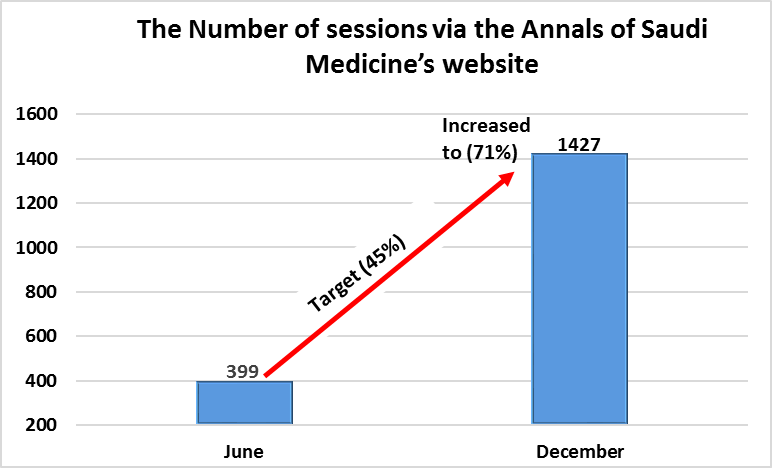 The Number of sessions via the Annals of Saudi
Medicine's website
1600
1400
1200
1000
800
600
400
200
Increased
to (71%)
1427
Target (45%)
399
June
December